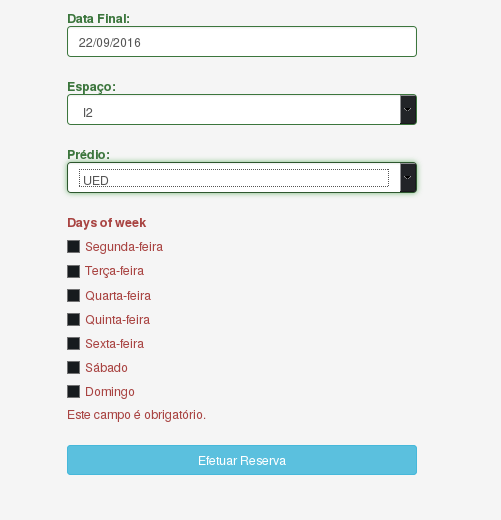 Data Final:
22/09/2016
Espaço:
I2
Prédio:
UED
Days of week
Segunda-feira
Terça-feira
Quarta-feira
Quinta-feira
Sexta-feira
Sábado
Domingo
Este campo é obrigatório.
Efetuar Reserva